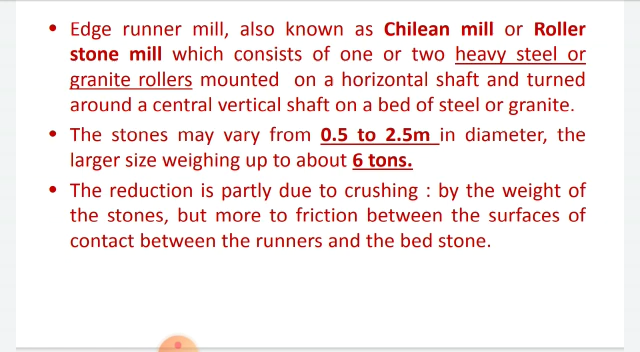 • Edge runner mill, also known as Chilean mill or Roller
stone mill which consists of one or two heavy steel or
granite rollers mounted on a horizontal shaft and turned
around a central vertical shaft on a bed of steel or granite.
• The stones may vary from 0.5 to 2.5m in diameter, the
larger size weighing up to about 6 tons.
• The reduction is partly due to crushing : by the weight of
the stones, but more to friction between the surfaces of
contact between the runners and the bed stone.